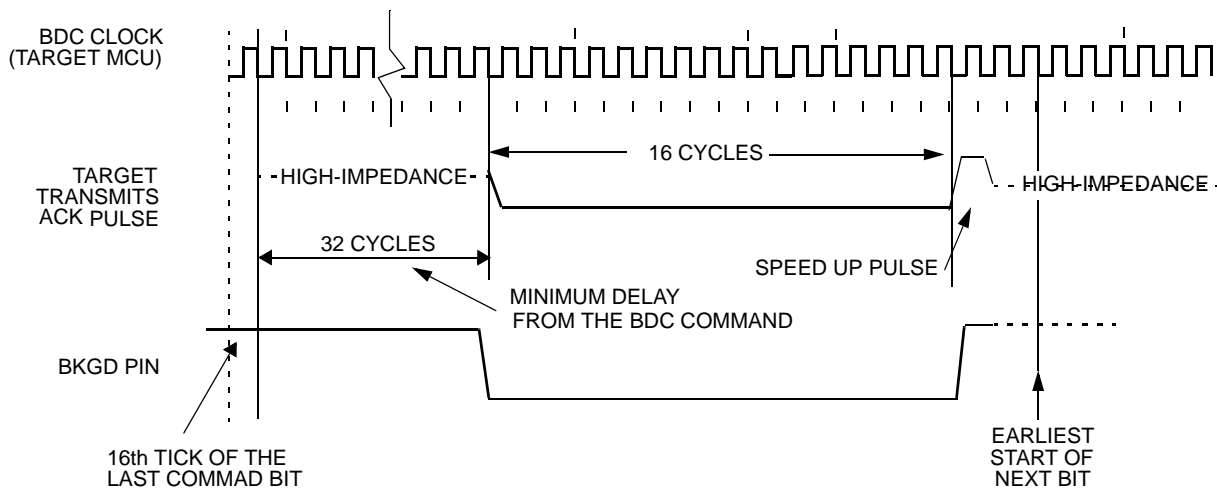 BDC CLOCK
(TARGET MCU)
16 CYCLES
TARGET
TRANSMITS
ACK PULSE
HIGH-IMPEDANCE
HIGH-IMPEDANCE
32 CYCLES
SPEED UP PULSE
MINIMUM DELAY
FROM THE BDC COMMAND
BKGD PIN
16th TICK OF THE
LAST COMMAD BIT
EARLIEST
START OF
NEXT BIT